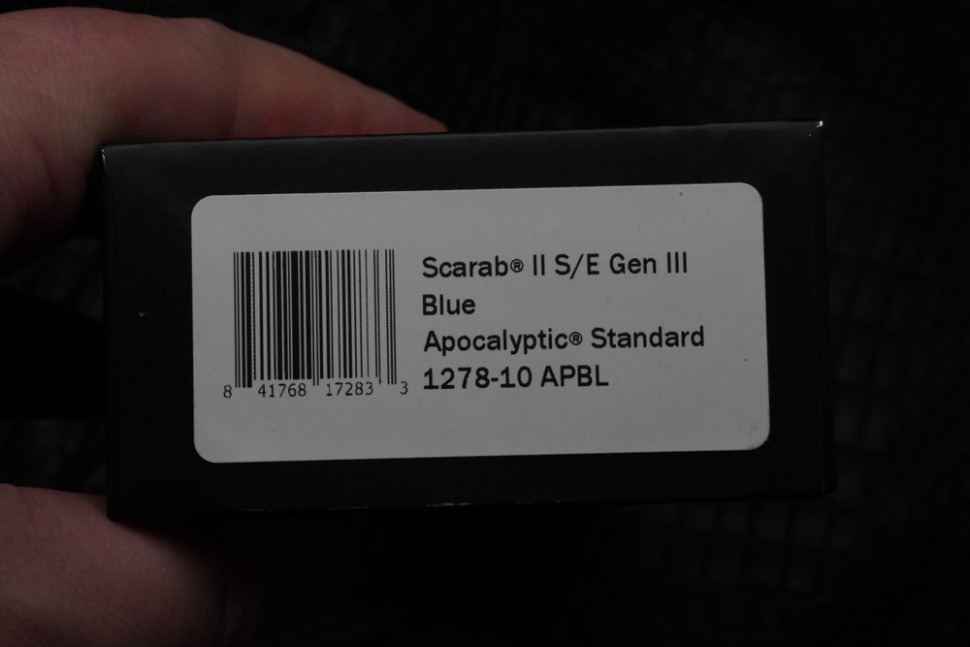 Scarab® II S/E Gen III
Blue
Apocalyptic® Standard
1278-10 APBL
8 41768 17283 3